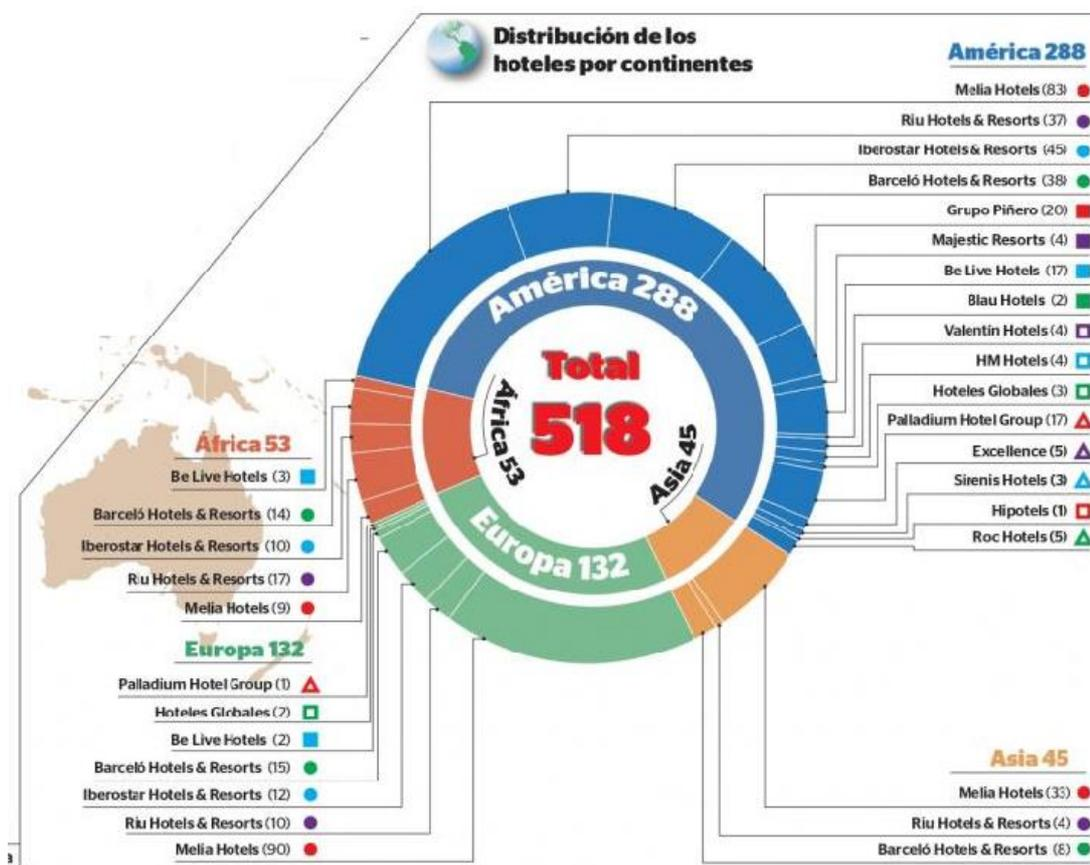 Distribución de los
hoteles por continentes
América 288
Melia Hotels (83)
Riu Hotels & Resorts (37)
Iberostar Hotels & Resorts (45)
Barceló Hotels & Resorts (38)
Grupo Piñero (20)
Majestic Resorts (4)
Be Live Hotels (17)
Blau Hotels (2)
Valentín Hotels (4)
HM Hotels (4)
Hoteles Globales (3)
Palladium Hotel Group (17)
Excellence (5)
Sirenis Hotels (3)
Hipotels (1)
Roc Hotels (5)
América 288
Total
518
África 53
Asia 45
Europa 132
África 53
Be Live Hotels (3)
Barceló Hotels & Resorts (14)
Iberostar Hotels & Resorts (10)
Riu Hotels & Resorts (17)
Melia Hotels (9)
Europa 132
Palladium Hotel Group (1)
Hoteles Globales (2)
Be Live Hotels (2)
Barceló Hotels & Resorts (15)
Iberostar Hotels & Resorts (12)
Riu Hotels & Resorts (10)
Melia Hotels (90)
Asia 45
Melia Hotels (33)
Riu Hotels & Resorts (4)
Barceló Hotels & Resorts (8)